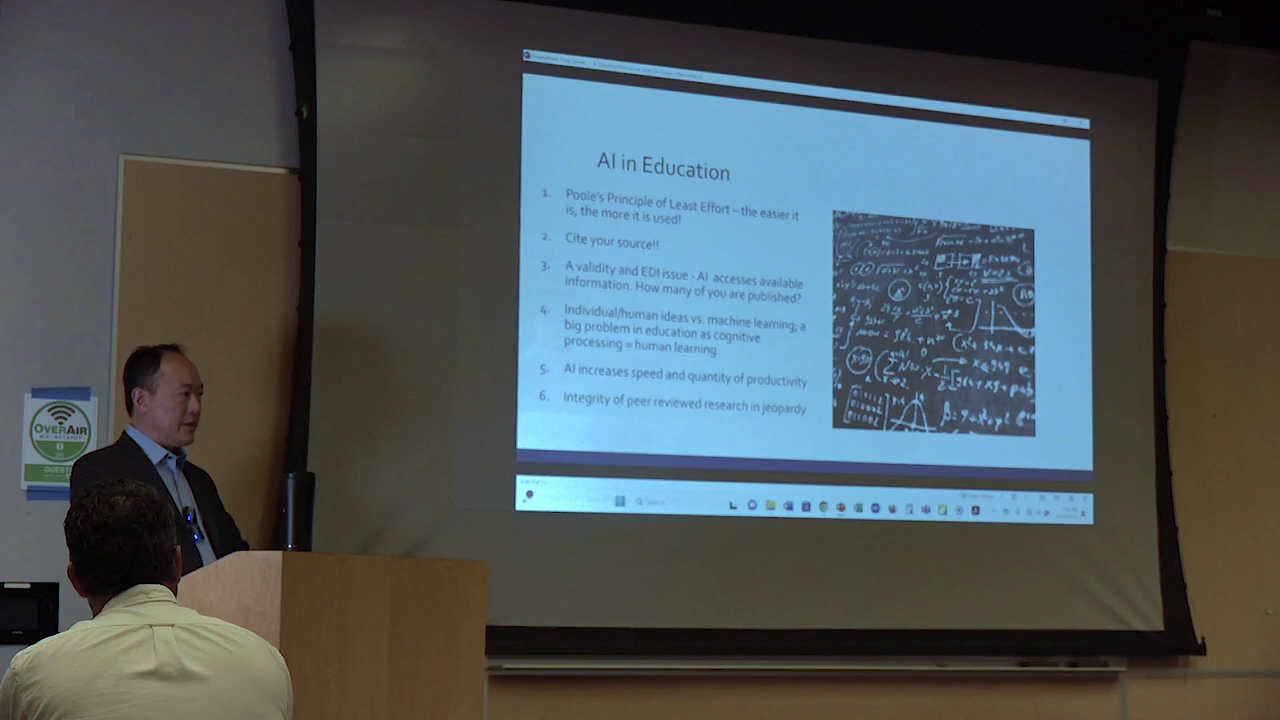 AI in Education
1. Poole's Principle of Least Effort – the easier it
is, the more it is used!
2. Cite your source!!
3. A validity and EDI issue - AI accesses available
information. How many of you are published?
4. Individual/human ideas vs. machine learning; a
big problem in education as cognitive
processing = human learning
5. AI increases speed and quantity of productivity
6. Integrity of peer reviewed research in jeopardy
OVERAIR
GUEST
Search